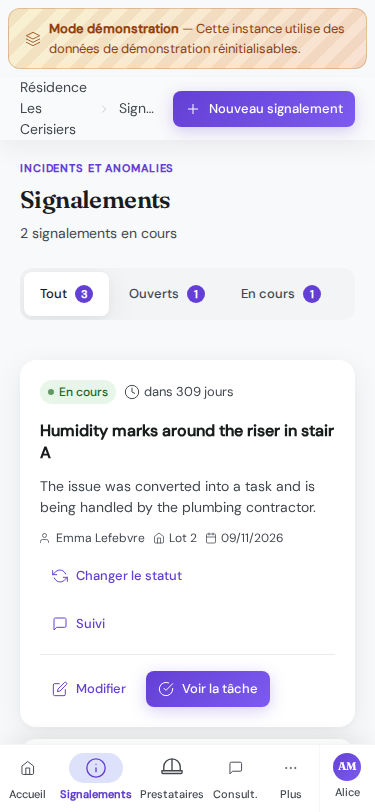 Mode démonstration — Cette instance utilise des
données de démonstration réinitialisables.
Résidence
Les
Cerisiers
Sign...
Nouveau signalement
INCIDENTS ET ANOMALIES
Signalements
2 signalements en cours
Tout 3
Ouverts 1
En cours 1
En cours
dans 309 jours
Humidity marks around the riser in stair
A
The issue was converted into a task and is
being handled by the plumbing contractor.
Emma Lefebvre Lot 2 09/11/2026
Changer le statut
Suivi
Modifier
Voir la tâche
Accueil
Signalements
Prestataires
Consult.
Plus
AM
Alice